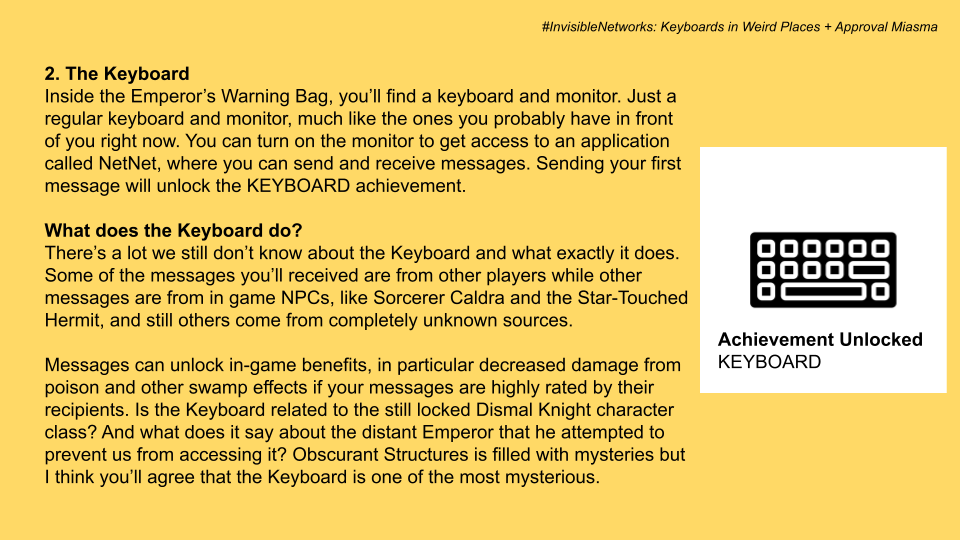 #InvisibleNetworks: Keyboards in Weird Places + Approval Miasma
2. The Keyboard
Inside the Emperor’s Warning Bag, you’ll find a keyboard and monitor. Just a
regular keyboard and monitor, much like the ones you probably have in front
of you right now. You can turn on the monitor to get access to an application
called NetNet, where you can send and receive messages. Sending your first
message will unlock the KEYBOARD achievement.
What does the Keyboard do?
There’s a lot we still don’t know about the Keyboard and what exactly it does.
Some of the messages you’ll received are from other players while other
messages are from in game NPCs, like Sorcerer Caldra and the Star-Touched
Hermit, and still others come from completely unknown sources.
Messages can unlock in-game benefits, in particular decreased damage from
poison and other swamp effects if your messages are highly rated by their
recipients. Is the Keyboard related to the still locked Dismal Knight character
class? And what does it say about the distant Emperor that he attempted to
prevent us from accessing it? Obscurant Structures is filled with mysteries but
I think you’ll agree that the Keyboard is one of the most mysterious.
Achievement Unlocked
KEYBOARD